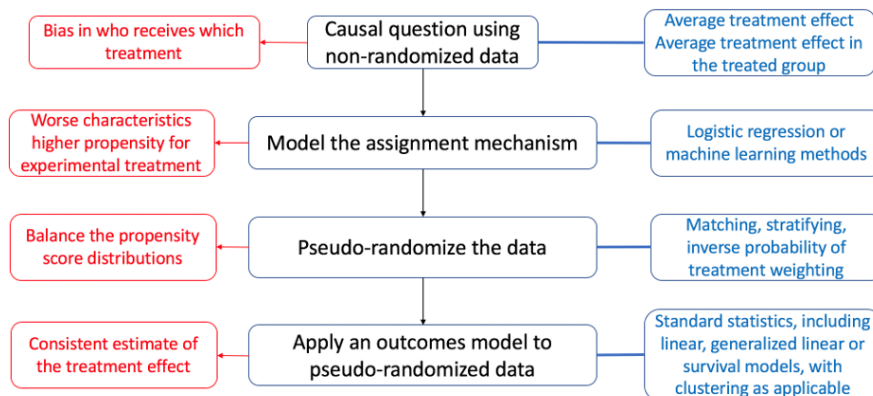 Bias in who receives which
treatment
Causal question using
non-randomized data
Average treatment effect
Average treatment effect in
the treated group
Worse characteristics
higher propensity for
experimental treatment
Model the assignment mechanism
Logistic regression or
machine learning methods
Balance the propensity
score distributions
Pseudo-randomize the data
Matching, stratifying,
inverse probability of
treatment weighting
Consistent estimate of
the treatment effect
Apply an outcomes model to
pseudo-randomized data
Standard statistics, including
linear, generalized linear or
survival models, with
clustering as applicable